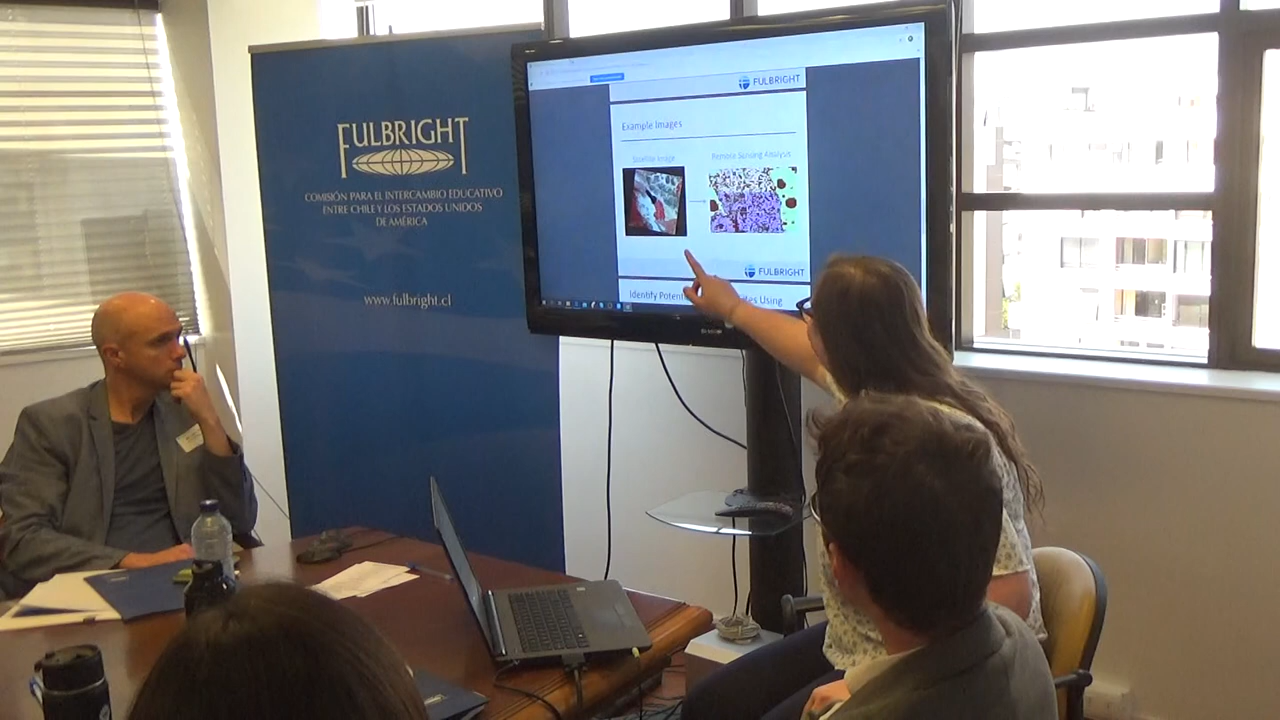 FULBRIGHT
COMISIÓN PARA EL INTERCAMBIO EDUCATIVO
ENTRE CHILE Y LOS ESTADOS UNIDOS
DE AMÉRICA
www.fulbright.cl
FULBRIGHT
Example Images
Satellite Image
Remote Sensing Analysis
FULBRIGHT
Identify Potent
ites Using